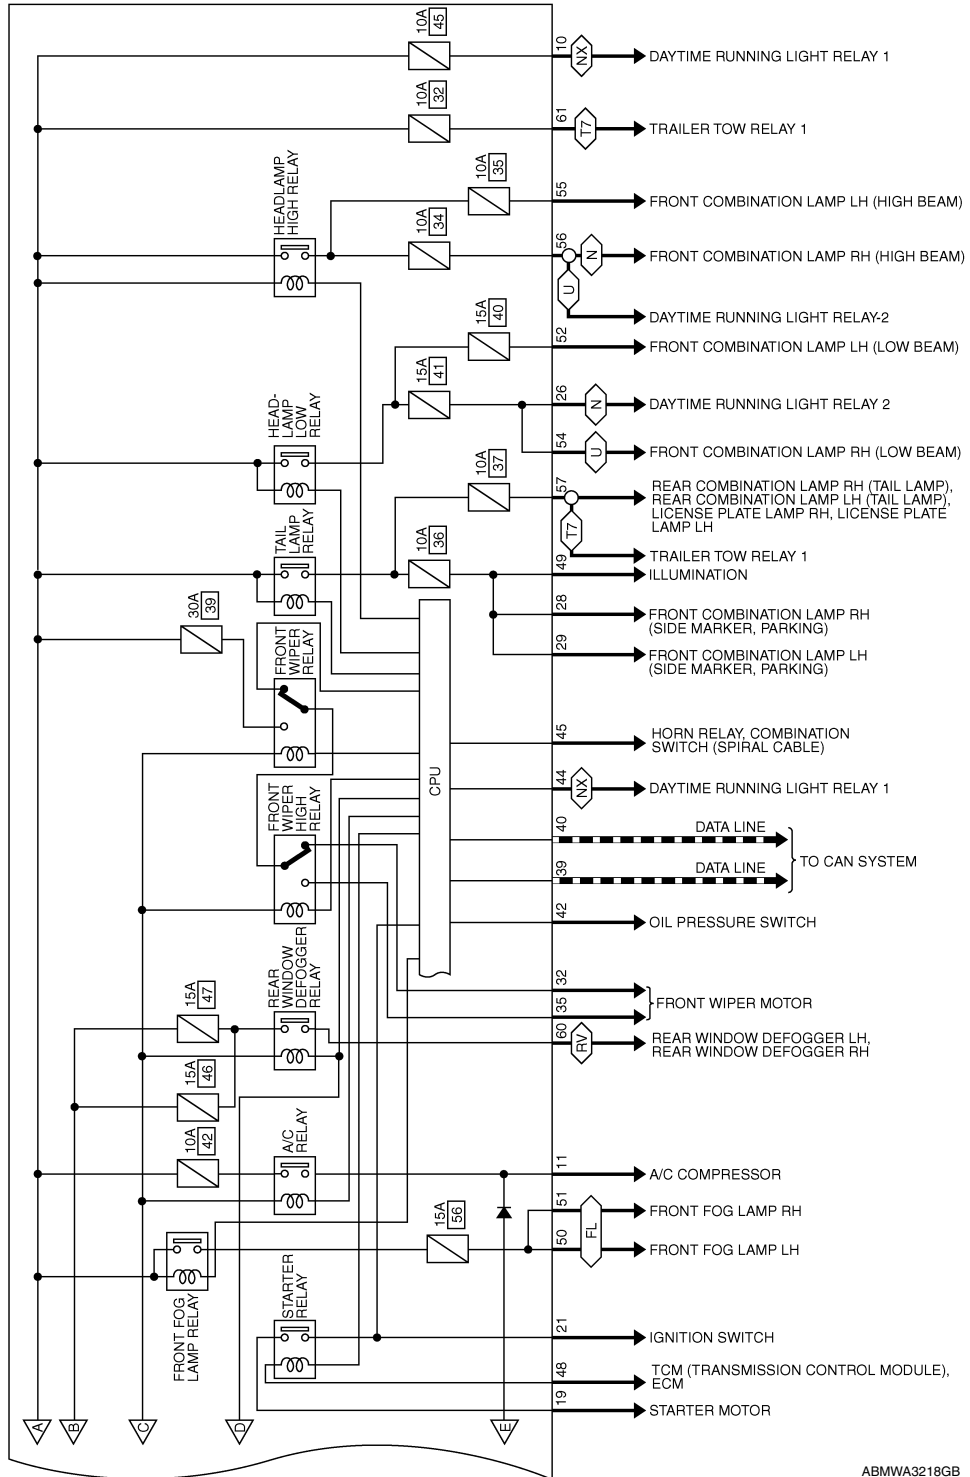 10A
45
10
NX
DAYTIME RUNNING LIGHT RELAY 1
10A
32
61
T7
TRAILER TOW RELAY 1
HEADLAMP
HIGH RELAY
10A
35
55
FRONT COMBINATION LAMP LH (HIGH BEAM)
10A
34
56
N
FRONT COMBINATION LAMP RH (HIGH BEAM)
U
DAYTIME RUNNING LIGHT RELAY-2
15A
40
52
FRONT COMBINATION LAMP LH (LOW BEAM)
HEAD-
LAMP
LOW
RELAY
15A
41
26
N
DAYTIME RUNNING LIGHT RELAY 2
54
U
FRONT COMBINATION LAMP RH (LOW BEAM)
10A
37
57
REAR COMBINATION LAMP RH (TAIL LAMP),
REAR COMBINATION LAMP LH (TAIL LAMP),
LICENSE PLATE LAMP RH, LICENSE PLATE
LAMP LH
T7
TRAILER TOW RELAY 1
TAIL
LAMP
RELAY
10A
36
49
ILLUMINATION
28
FRONT COMBINATION LAMP RH
(SIDE MARKER, PARKING)
29
FRONT COMBINATION LAMP LH
(SIDE MARKER, PARKING)
30A
39
FRONT
WIPER
RELAY
CPU
45
HORN RELAY, COMBINATION
SWITCH (SPIRAL CABLE)
44
NX
DAYTIME RUNNING LIGHT RELAY 1
FRONT
WIPER
HIGH
RELAY
40
DATA LINE
39
DATA LINE
TO CAN SYSTEM
42
OIL PRESSURE SWITCH
REAR
WINDOW
DEFOGGER
RELAY
32
35
FRONT WIPER MOTOR
15A
47
60
RV
REAR WINDOW DEFOGGER LH,
REAR WINDOW DEFOGGER RH
15A
46
10A
42
A/C
RELAY
11
A/C COMPRESSOR
15A
56
51
FL
FRONT FOG LAMP RH
50
FRONT FOG LAMP LH
FRONT FOG
LAMP RELAY
STARTER
RELAY
21
IGNITION SWITCH
48
TCM (TRANSMISSION CONTROL MODULE),
ECM
19
STARTER MOTOR
A
B
C
D
E
ABMWA3218GB